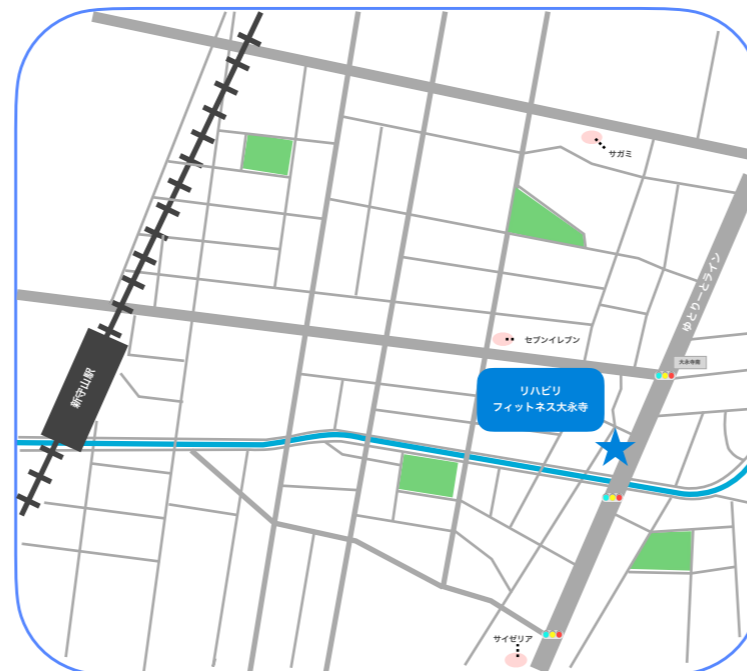 サガミ
ゆとりーとライン
セブンイレブン
リハビリ
フィットネス大永寺
新守山駅
サイゼリア